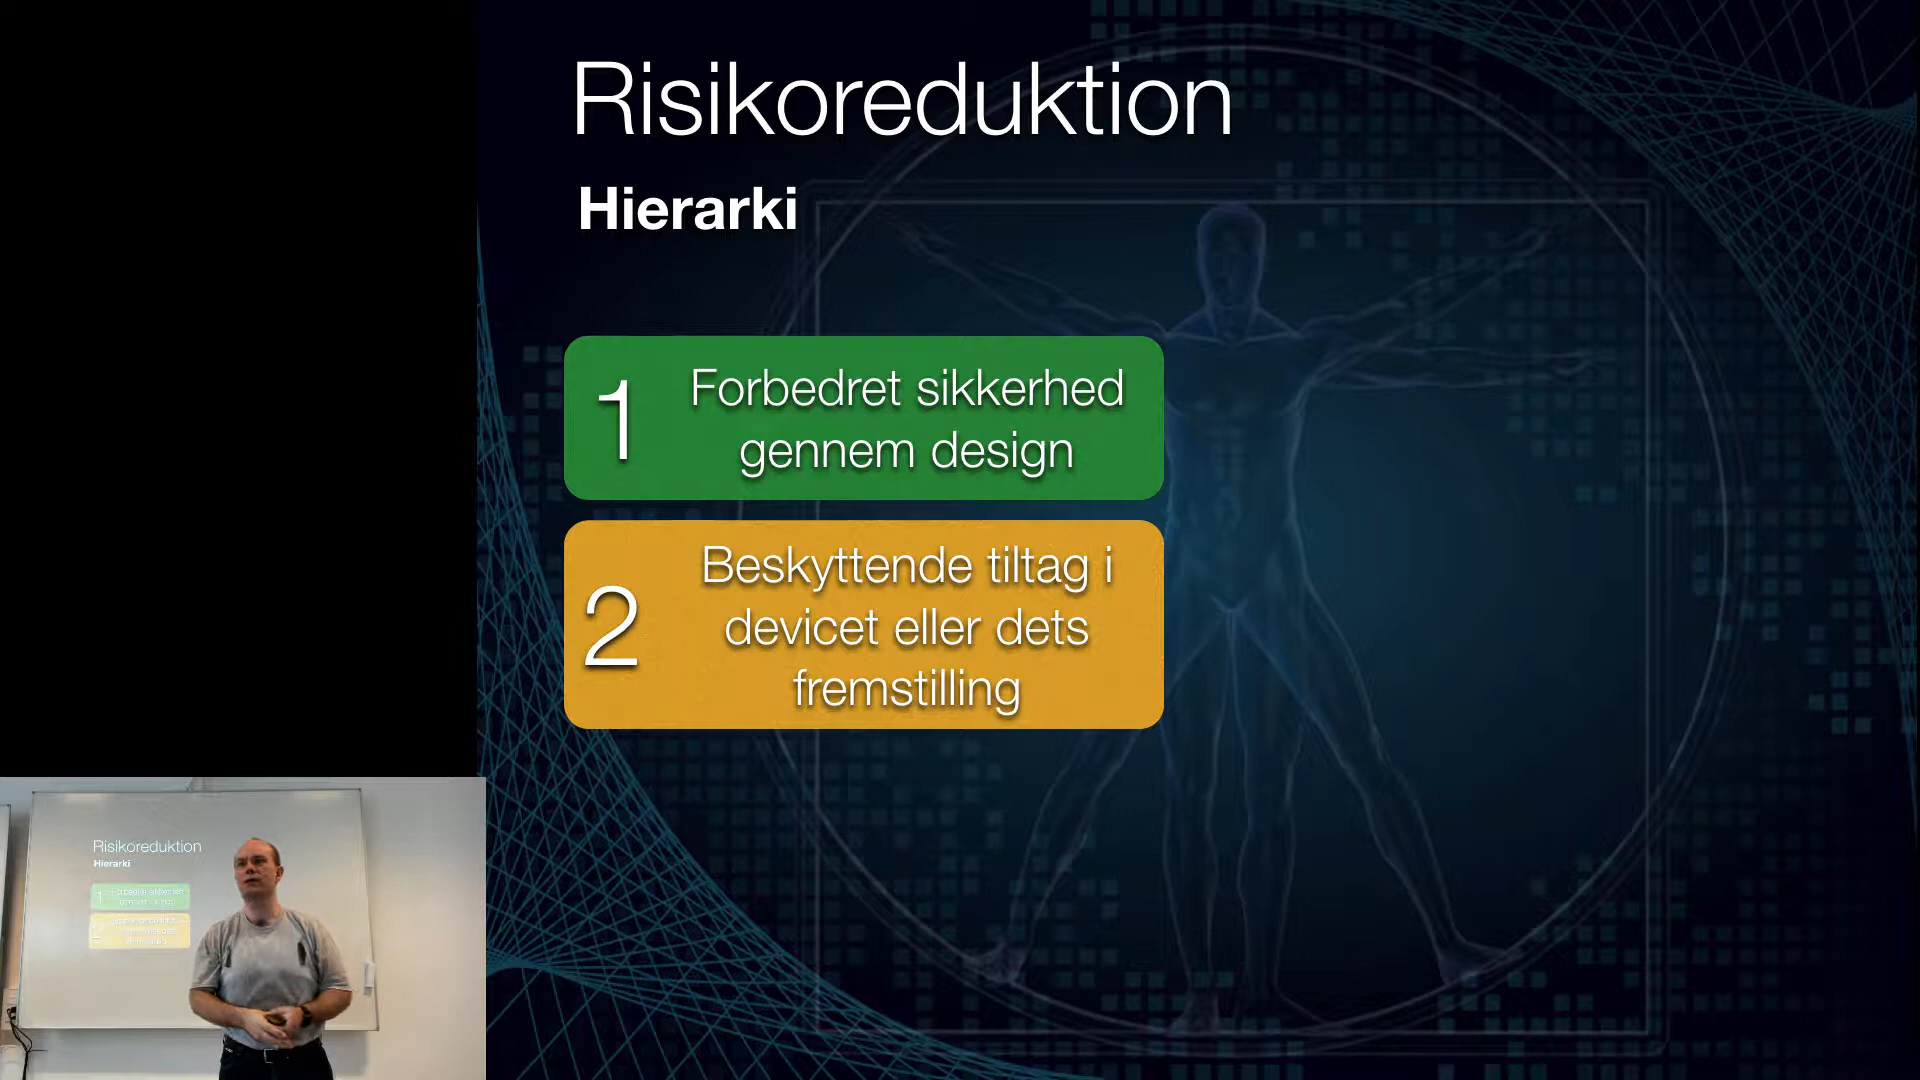 Risikoreduktion
Hierarki
1
Forbedret sikkerhed
gennem design
2
Beskyttende tiltag i
devicet eller dets
fremstilling
Risikoreduktion
Hierarki